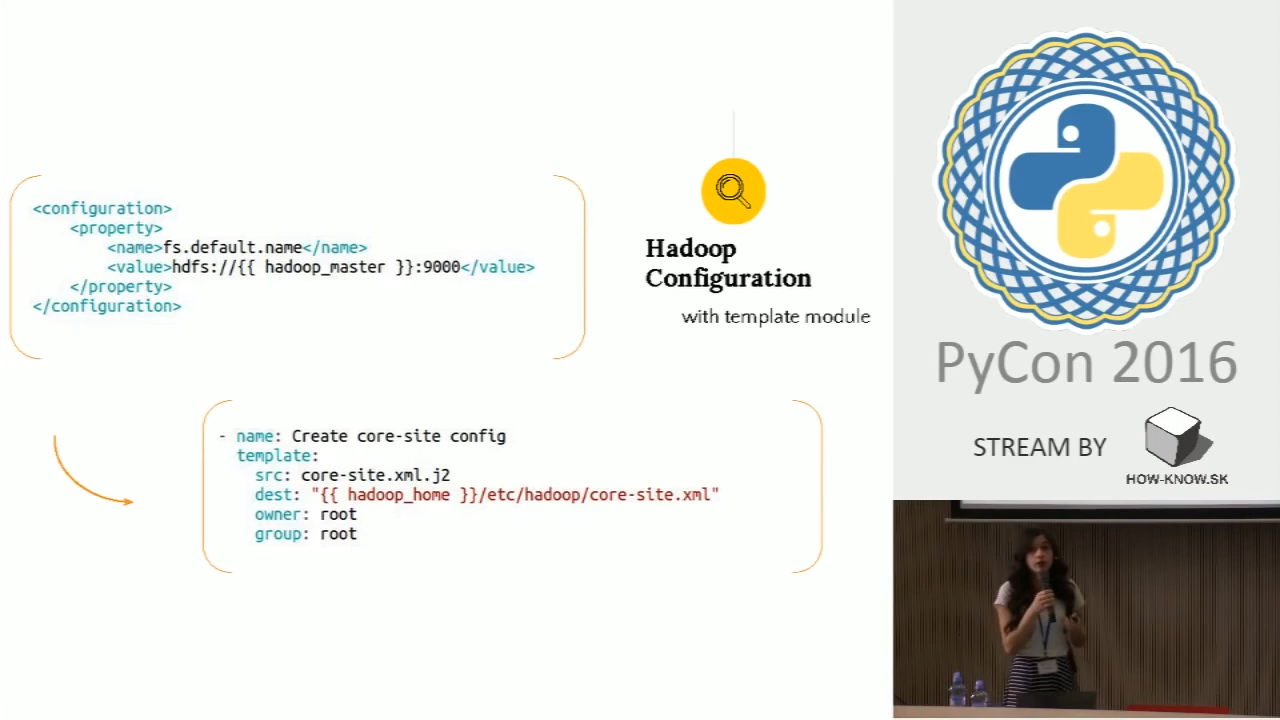 <configuration>
<property>
<name>fs.default.name</name>
<value>hdfs://{{ hadoop_master }}:9000</value>
</property>
</configuration>
Hadoop
Configuration
with template module
- name: Create core-site config
template:
src: core-site.xml.j2
dest: "{{ hadoop_home }}/etc/hadoop/core-site.xml"
owner: root
group: root
PyCon 2016
STREAM BY
HOW-KNOW.SK